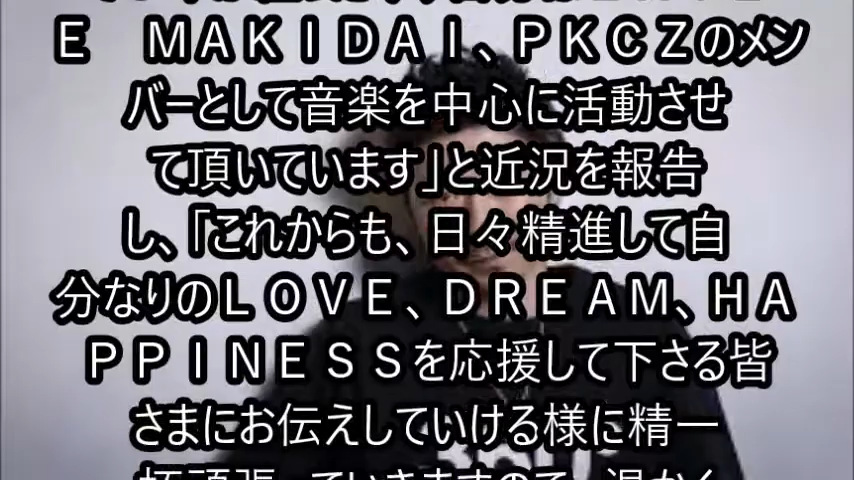 Ｅ　ＭＡＫＩＤＡＩ、ＰＫＣＺのメン
バーとして音楽を中心に活動させ
て頂いています」と近況を報告
し、「これからも、日々精進して自
分なりのＬＯＶＥ、ＤＲＥＡＭ、ＨＡ
ＰＰＩＮＥＳＳを応援して下さる皆
さまにお伝えしていける様に精一